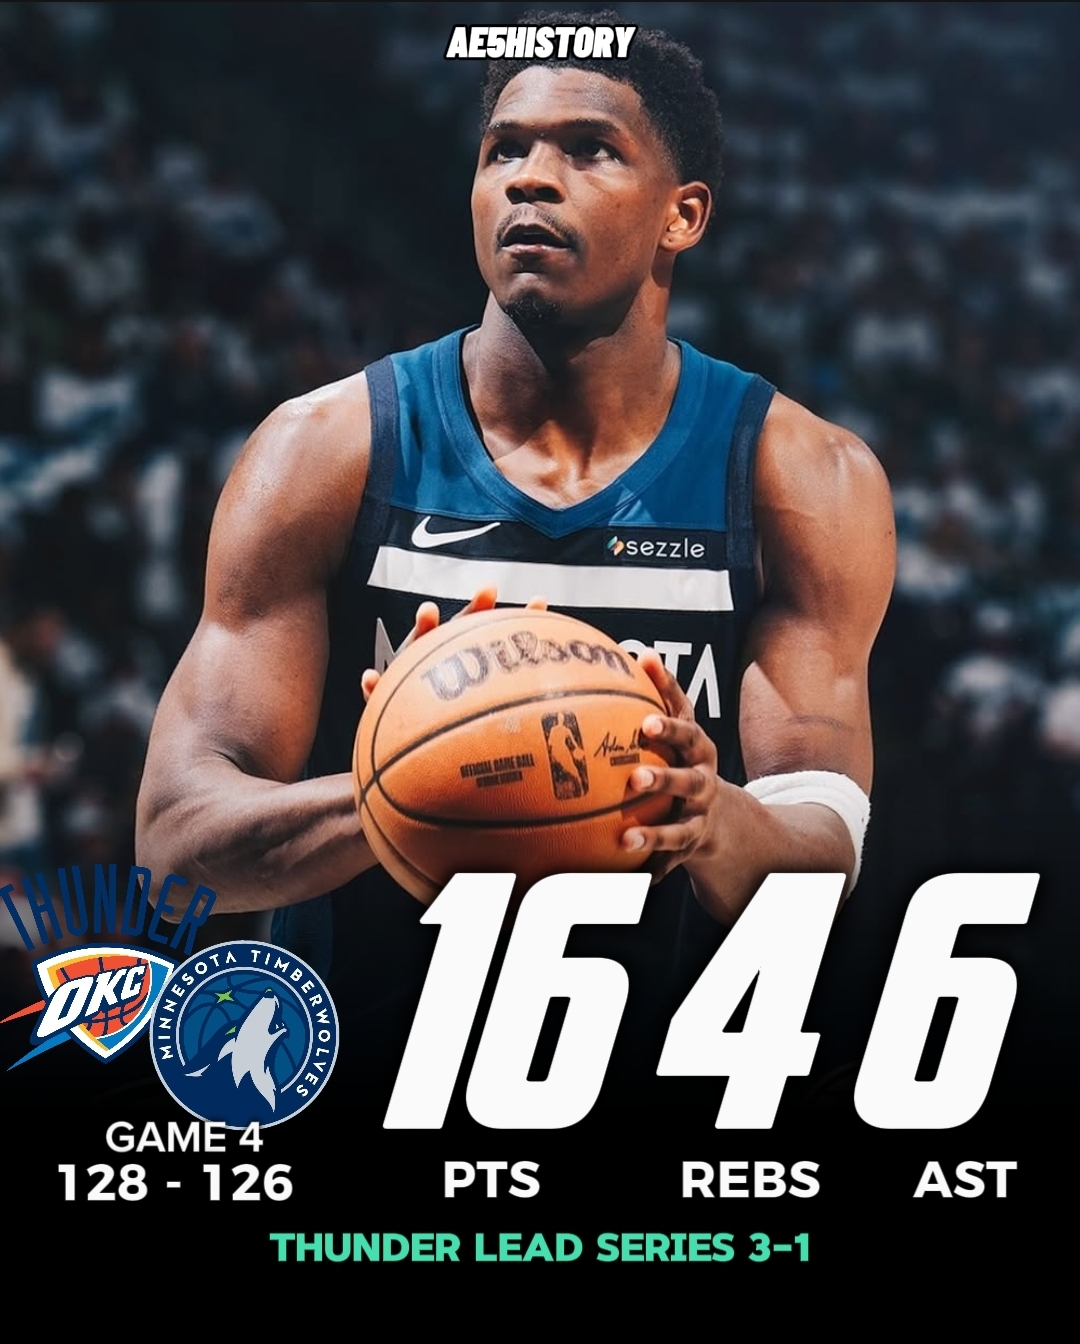 AE5HISTORY
sezzle
Wilson
OFFICIAL GAME BALL
THUNDER
OKC
MINNESOTA TIMBERWOLVES
16 4 6
GAME 4
128 - 126
PTS REBS AST
THUNDER LEAD SERIES 3-1